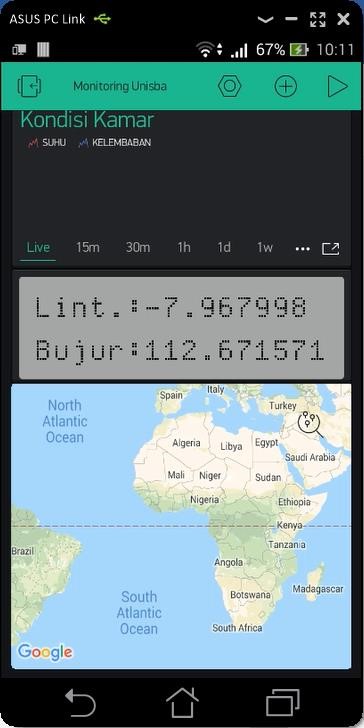 ASUS PC Link
67% 10:11
Monitoring Unisba
Kondisi Kamar
SUHU KELEMBABAN
Live 15m 30m 1h 1d 1w
Lint.:-7.967998
Bujur:112.671571
North
Atlantic
Ocean
Spain
Italy
Turkey
Algeria
Libya
Egypt
Saudi Arabia
Mali
Niger
Sudan
Nigeria
Ethiopia
Kenya
Brazil
Tanzania
Angola
South
Atlantic
Ocean
Botswana
Madagascar
South Africa
Google